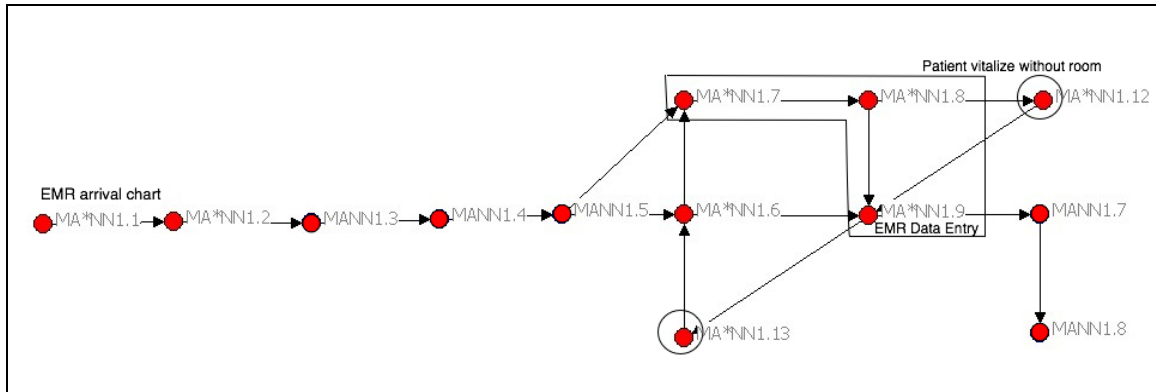 Patient vitalize without room
MA*NN1.7
MA*NN1.8
MA*NN1.12
EMR arrival chart
MA*NN1.1
MA*NN1.2
MANN1.3
MANN1.4
MANN1.5
MA*NN1.6
MA*NN1.9
MANN1.7
EMR Data Entry
MA*NN1.13
MANN1.8